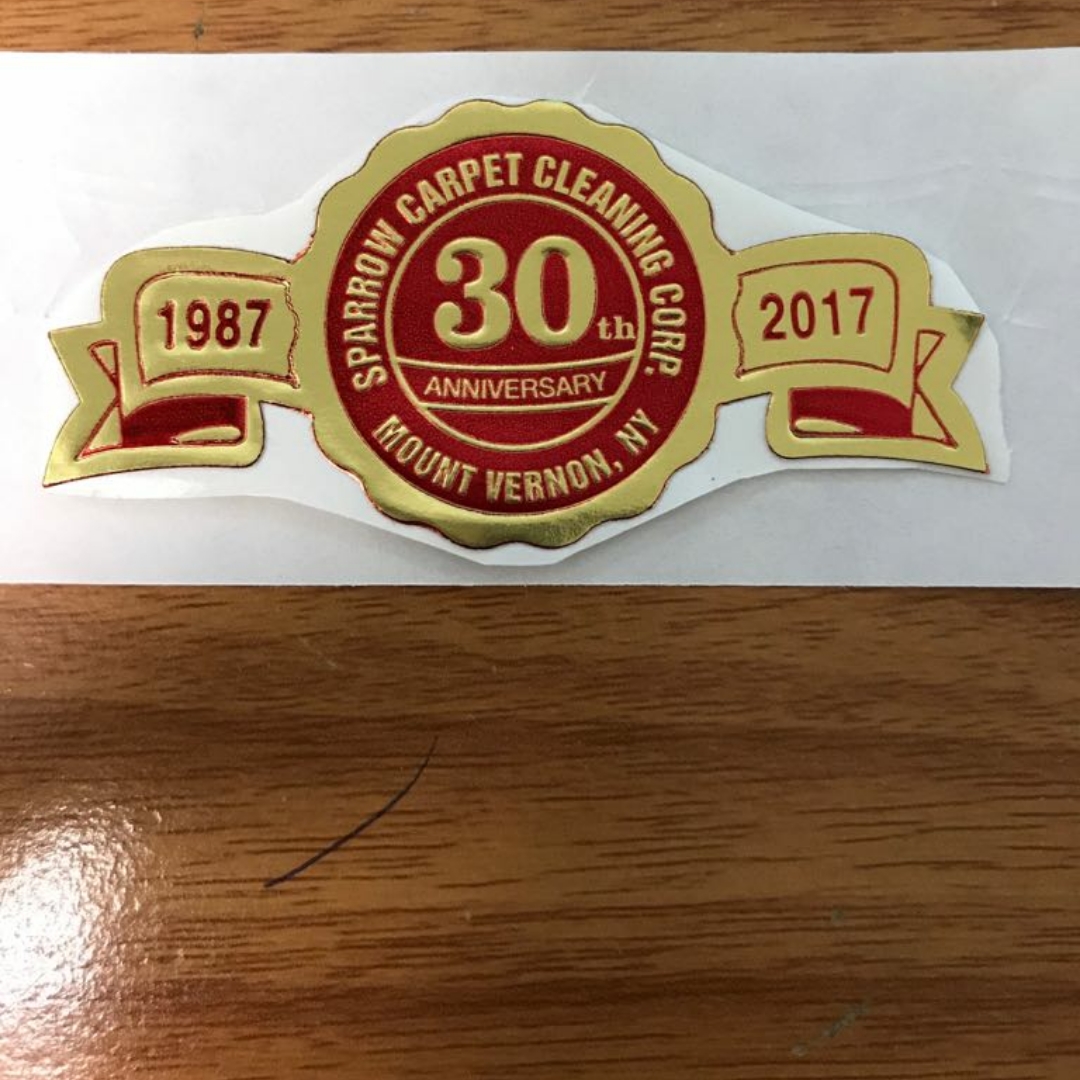 SPARROW CARPET CLEANING CORP.
1987
30th
2017
ANNIVERSARY
MOUNT VERNON, NY